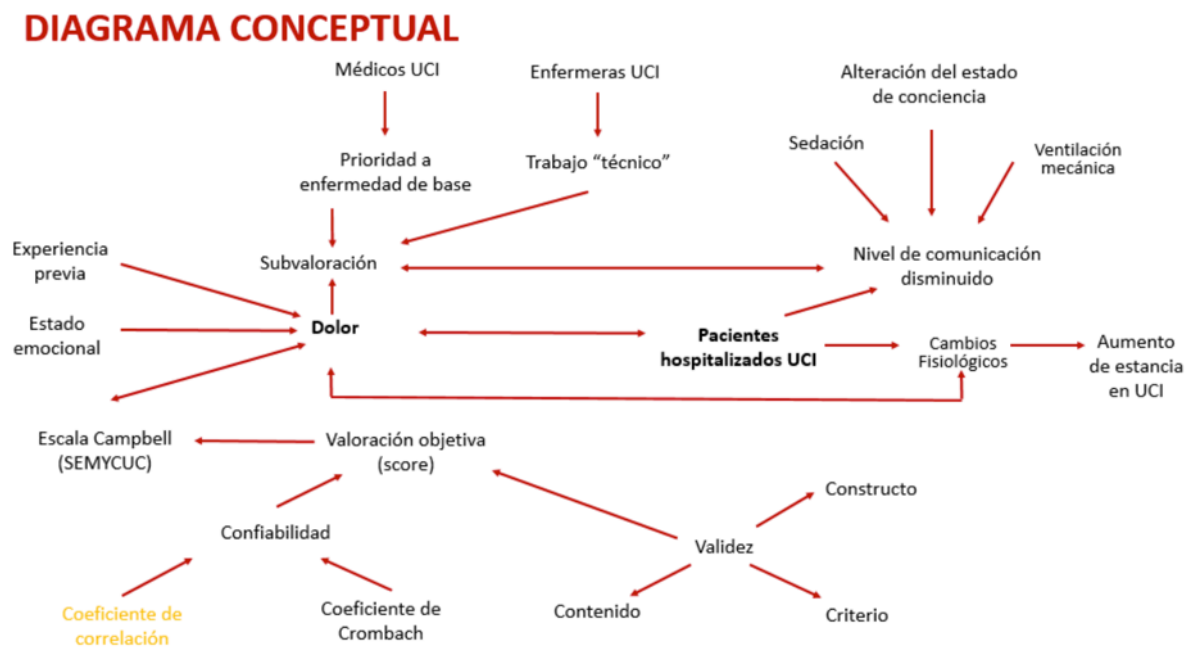 DIAGRAMA CONCEPTUAL
Médicos UCI
Enfermeras UCI
Alteración del estado
de conciencia
Sedación
Ventilación
mecánica
Prioridad a
enfermedad de base
Trabajo “técnico”
Experiencia
previa
Subvaloración
Nivel de comunicación
disminuido
Estado
emocional
Dolor
Pacientes
hospitalizados UCI
Cambios
Fisiológicos
Aumento
de estancia
en UCI
Escala Campbell
(SEMYCUC)
Valoración objetiva
(score)
Constructo
Confiabilidad
Validez
Coeficiente de
correlación
Coeficiente de
Crombach
Contenido
Criterio